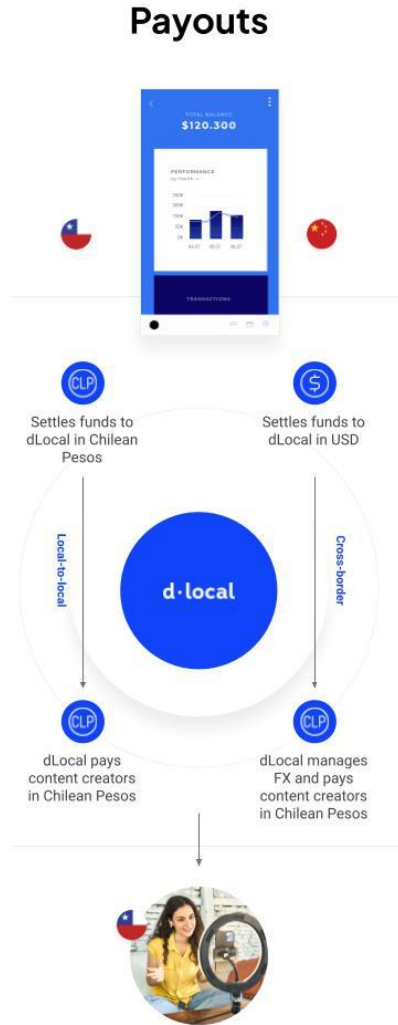 Payouts
TOTAL BALANCE
$120.300
PERFORMANCE
TRANSACTIONS
CLP
Settles funds to
dLocal in Chilean
Pesos
$
Settles funds to
dLocal in USD
Local-to-local
d·local
Cross-border
CLP
dLocal pays
content creators
in Chilean Pesos
CLP
dLocal manages
FX and pays
content creators
in Chilean Pesos